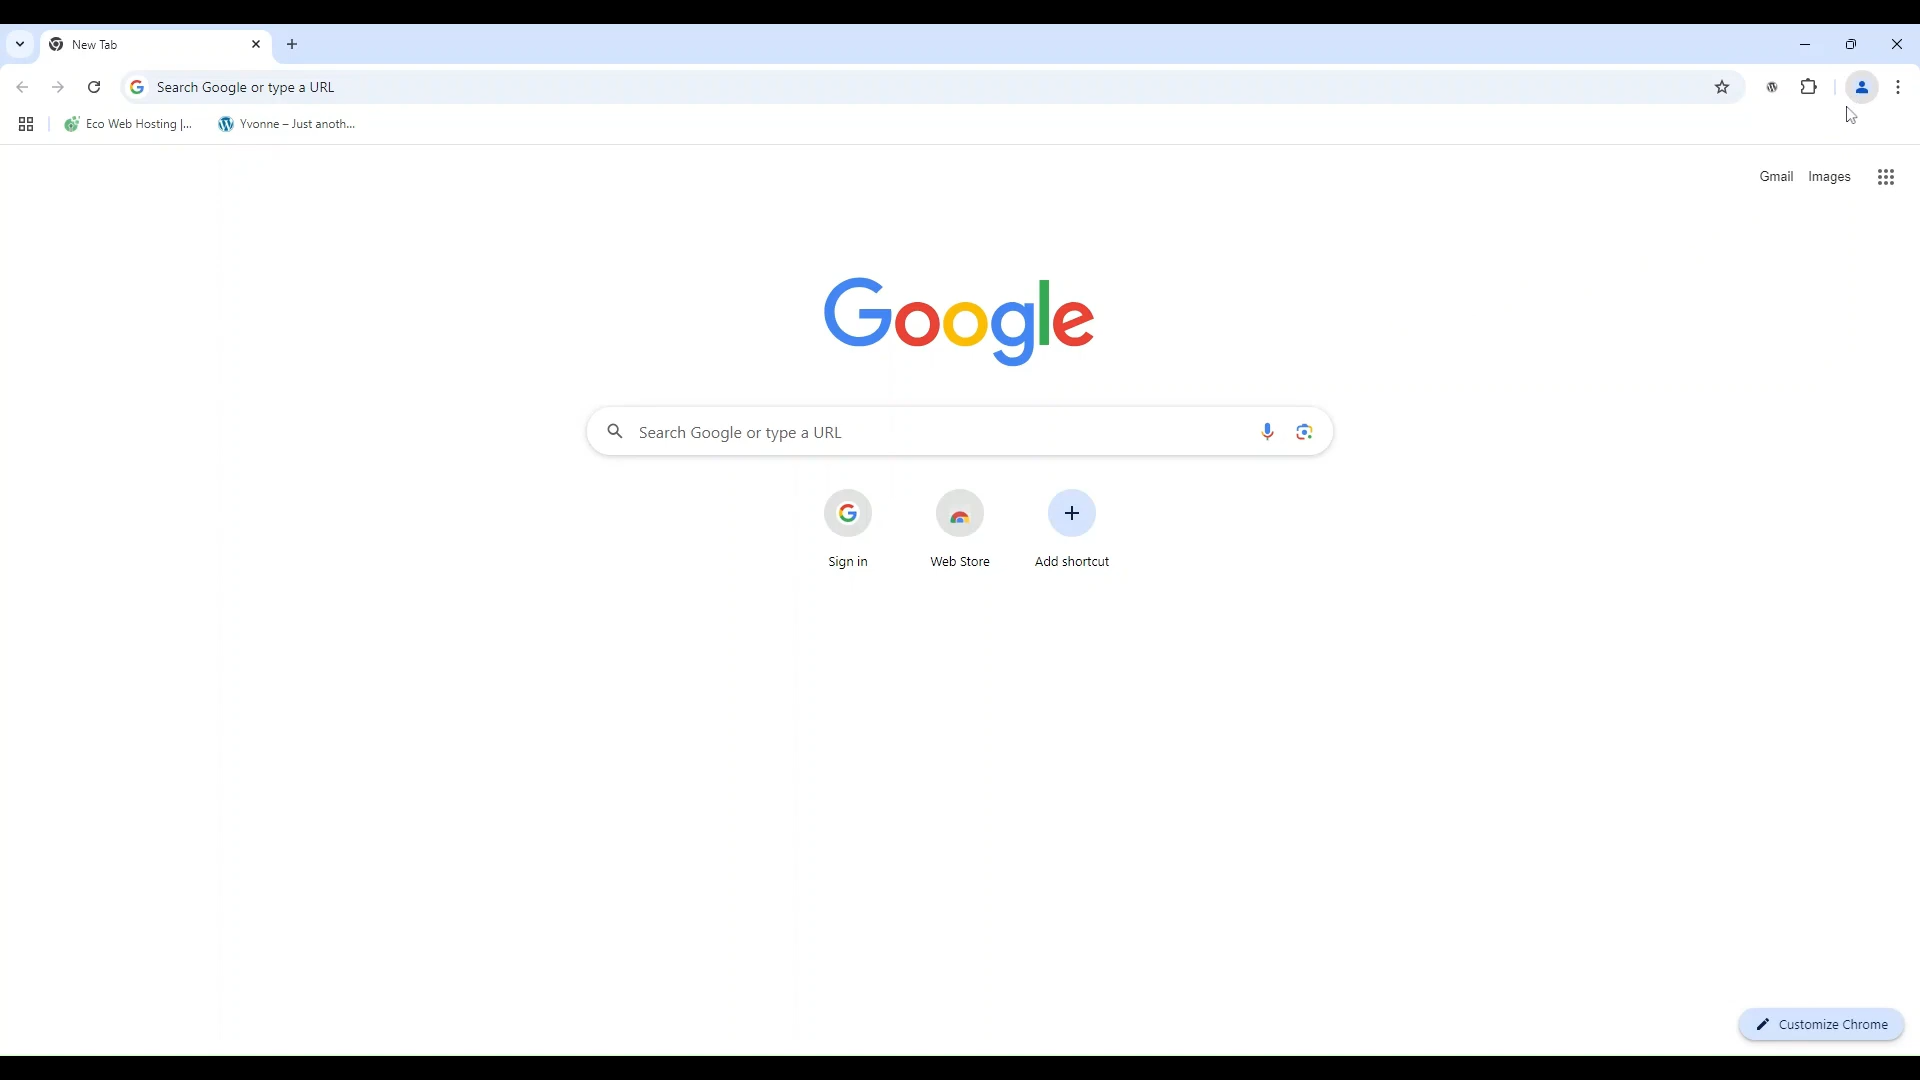 New Tab
Search Google or type a URL
Eco Web Hosting |... Yvonne – Just anoth...
Gmail Images
Google
Search Google or type a URL
Sign in Web Store Add shortcut
Customize Chrome